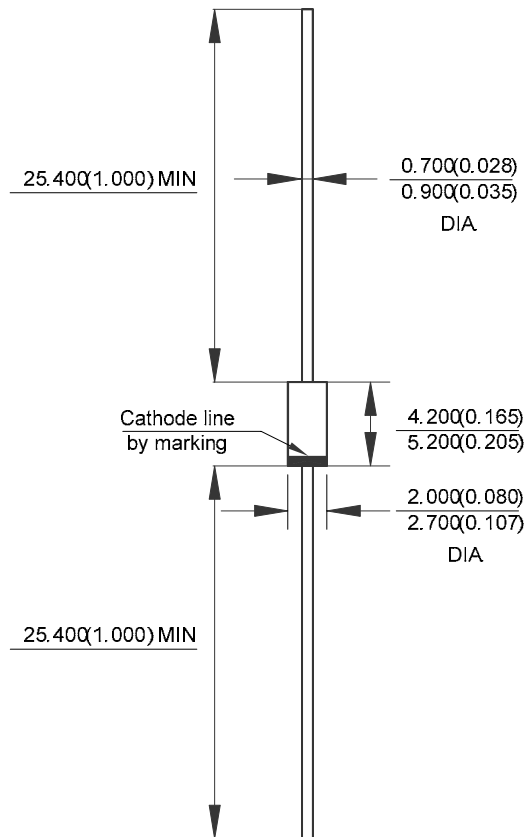 25.400(1.000) MIN
0.700(0.028)
0.900(0.035)
DIA.
Cathode line
by marking
4.200(0.165)
5.200(0.205)
2.000(0.080)
2.700(0.107)
DIA
25.400(1.000) MIN